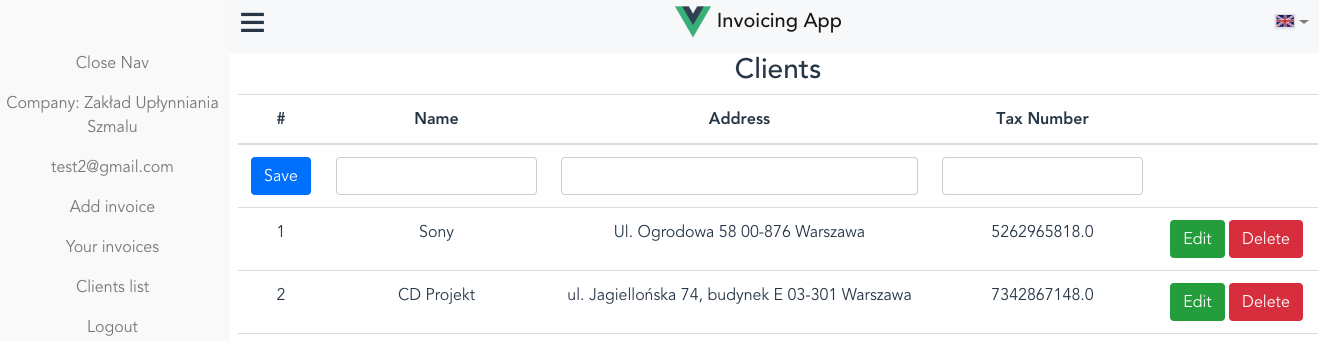 Invoicing App
Close Nav
Company: Zakład Upłynniania
Szmalu
test2@gmail.com
Add invoice
Your invoices
Clients list
Logout
Clients
# Name Address Tax Number
Save
1 Sony Ul. Ogrodowa 58 00-876 Warszawa 5262965818.0 Edit Delete
2 CD Projekt ul. Jagiellońska 74, budynek E 03-301 Warszawa 7342867148.0 Edit Delete